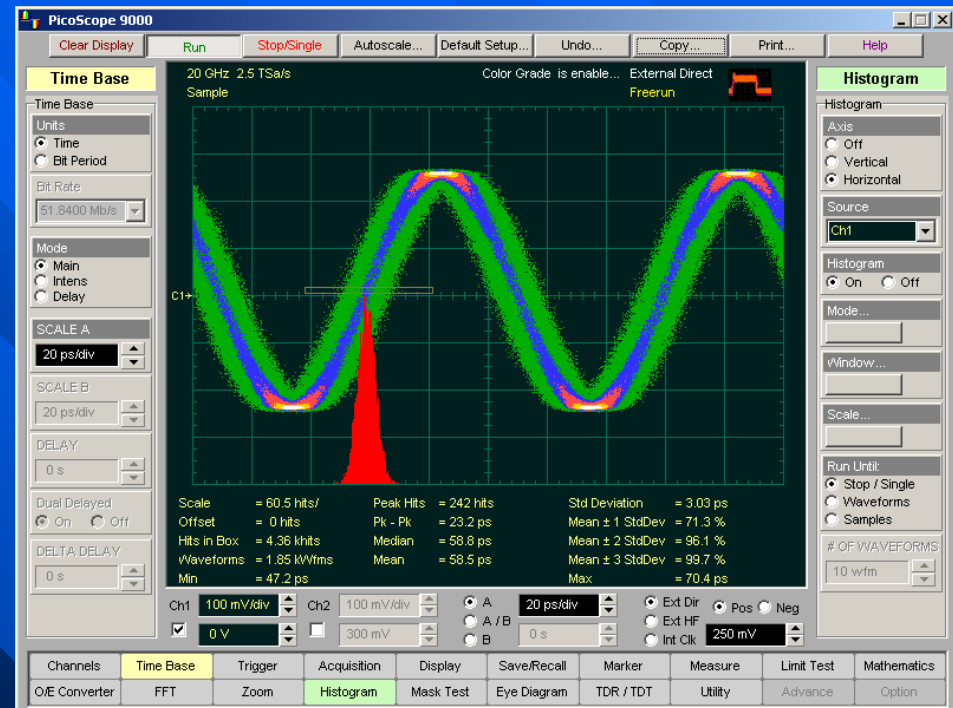 PicoScope 9000
Clear Display Run Stop/Single Autoscale... Default Setup... Undo... Copy... Print... Help
Time Base
Time Base
Units
Time
Bit Period
Bit Rate
51.8400 Mb/s
Mode
Main
Intens
Delay
SCALE A
20 ps/div
SCALE B
20 ps/div
DELAY
0 s
Dual Delayed
On Off
DELTA DELAY
0 s
20 GHz 2.5 TSa/s Color Grade is enable... External Direct
Sample Freerun
C1
Scale = 60.5 hits/ Peak Hits = 242 hits Std Deviation = 3.03 ps
Offset = 0 hits Pk - Pk = 23.2 ps Mean ± 1 StdDev = 71.3 %
Hits in Box = 4.36 khits Median = 58.8 ps Mean ± 2 StdDev = 96.1 %
Waveforms = 1.85 kWfms Mean = 58.5 ps Mean ± 3 StdDev = 99.7 %
Min = 47.2 ps Max = 70.4 ps
Ch1 100 mV/div Ch2 100 mV/div A 20 ps/div Ext Dir Pos Neg
A / B Ext HF
0 V 300 mV B 0 s Int Clk 250 mV
Histogram
Histogram
Axis
Off
Vertical
Horizontal
Source
Ch1
Histogram
On Off
Mode...
Window...
Scale...
Run Until:
Stop / Single
Waveforms
Samples
# OF WAVEFORMS
10 wfm
Channels Time Base Trigger Acquisition Display Save/Recall Marker Measure Limit Test Mathematics
O/E Converter FFT Zoom Histogram Mask Test Eye Diagram TDR / TDT Utility Advance Option